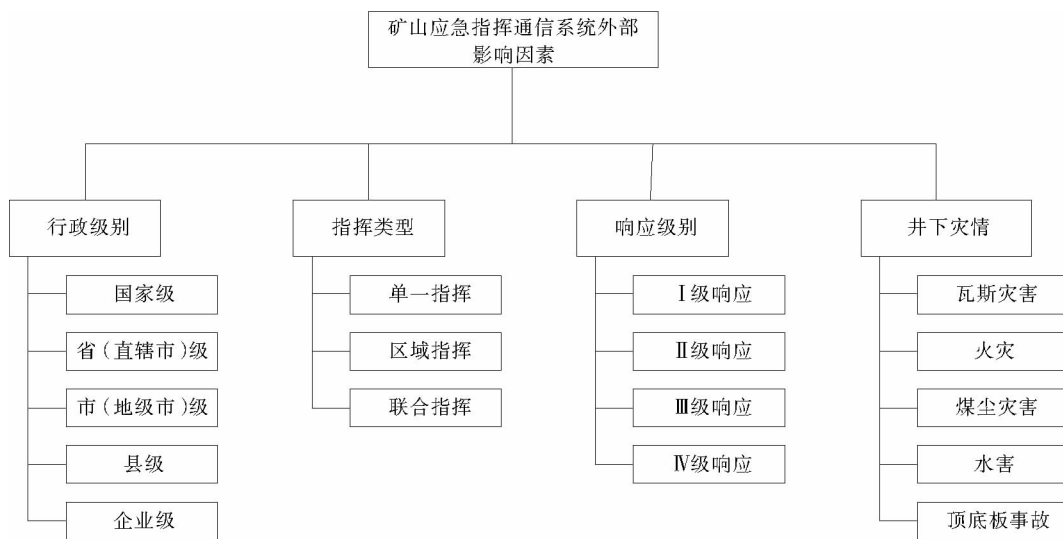 矿山应急指挥通信系统外部
影响因素
行政级别
指挥类型
响应级别
井下灾情
国家级
省(直辖市)级
市(地级市)级
县级
企业级
单一指挥
区域指挥
联合指挥
Ⅰ级响应
Ⅱ级响应
Ⅲ级响应
Ⅳ级响应
瓦斯灾害
火灾
煤尘灾害
水害
顶底板事故